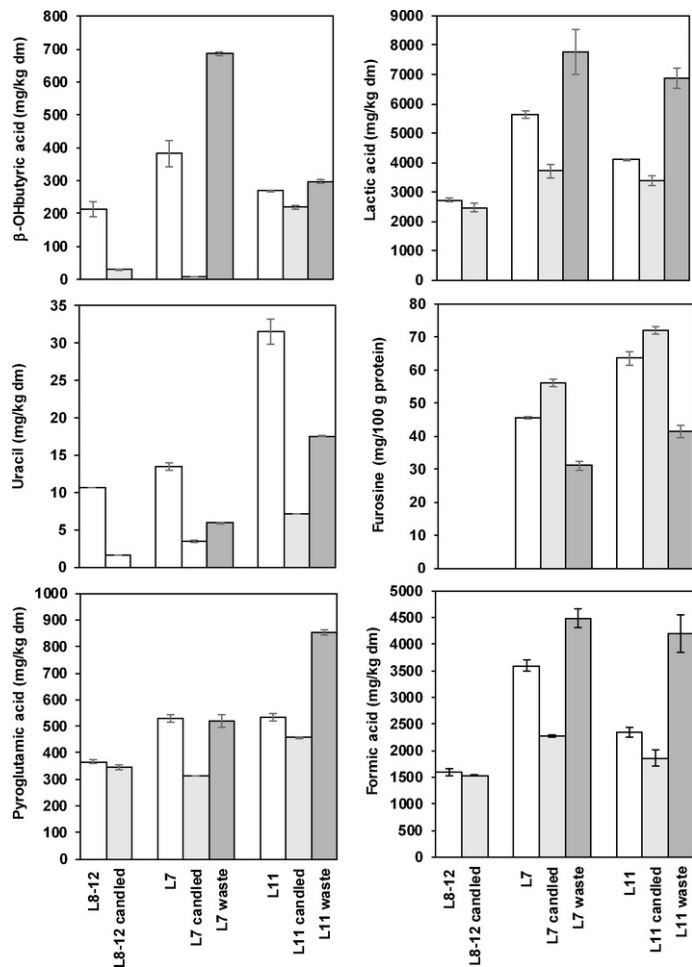 β-OHbutyric acid (mg/kg dm)
800
700
600
500
400
300
200
100
0
Lactic acid (mg/kg dm)
9000
8000
7000
6000
5000
4000
3000
2000
1000
0
Uracil (mg/kg dm)
35
30
25
20
15
10
5
0
Furosine (mg/100 g protein)
80
70
60
50
40
30
20
10
0
Pyroglutamic acid (mg/kg dm)
1000
900
800
700
600
500
400
300
200
100
0
L8-12
L8-12 candled
L7
L7 candled
L7 waste
L11
L11 candled
L11 waste
Formic acid (mg/kg dm)
5000
4500
4000
3500
3000
2500
2000
1500
1000
500
0
L8-12
L8-12 candled
L7
L7 candled
L7 waste
L11
L11 candled
L11 waste